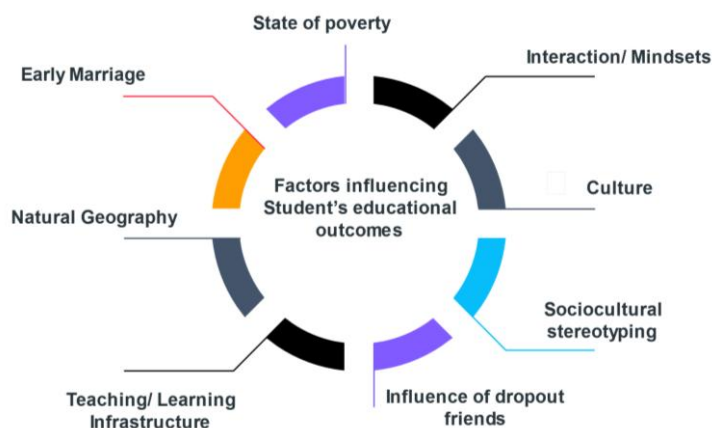 State of poverty
Interaction/ Mindsets
Early Marriage
Factors influencing
Student’s educational
outcomes
Culture
Natural Geography
Sociocultural
stereotyping
Teaching/ Learning
Infrastructure
Influence of dropout
friends